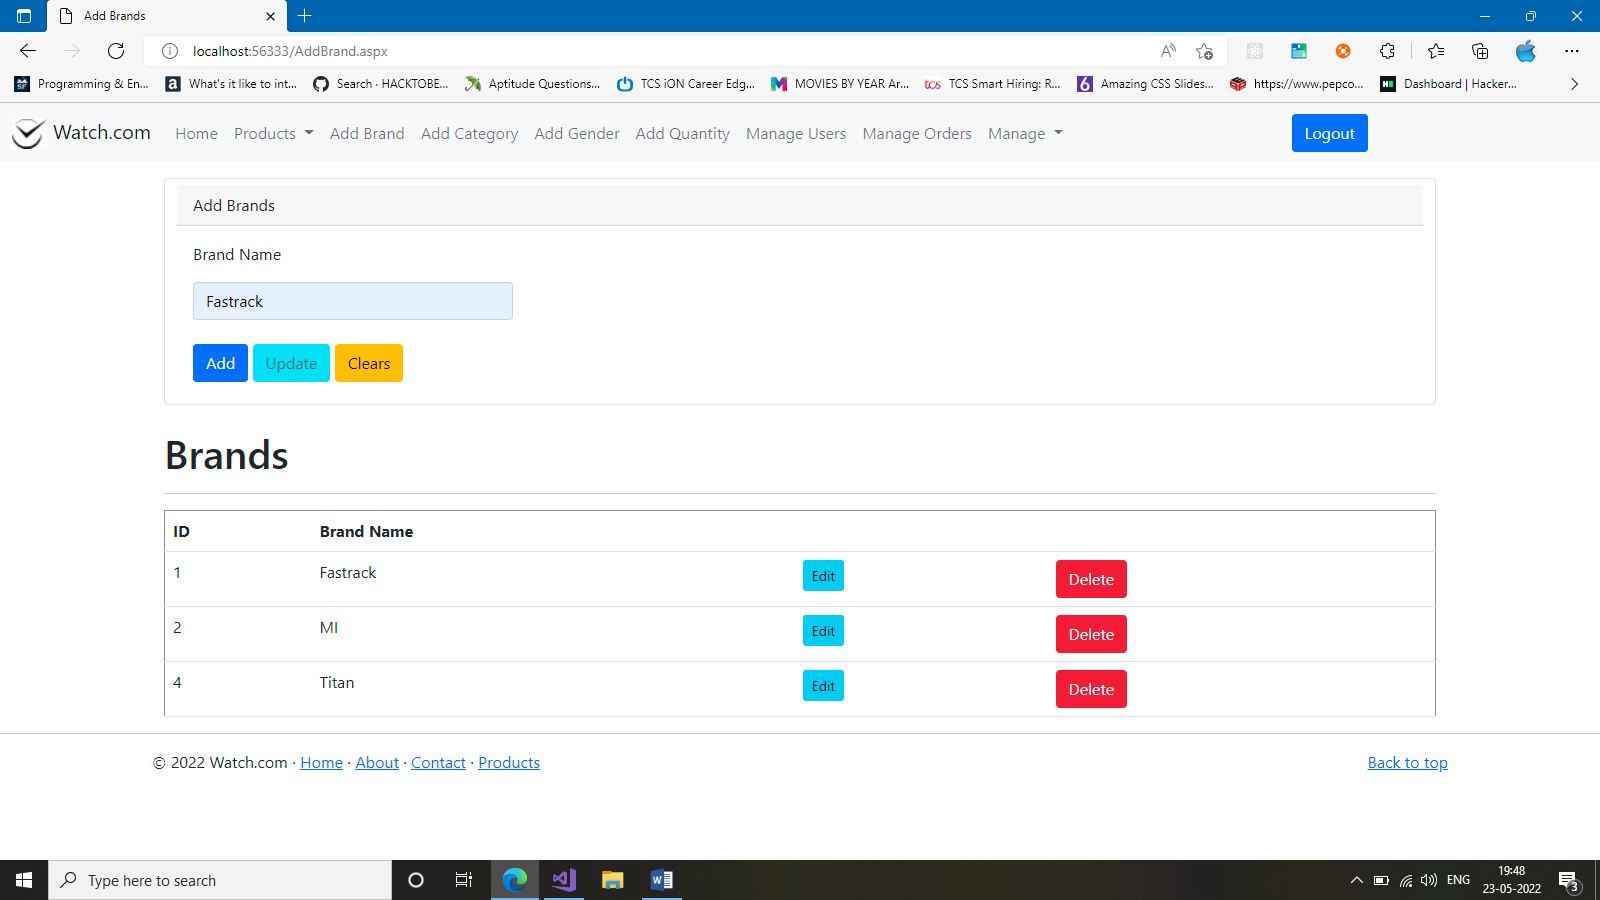 Add Brands
localhost:56333/AddBrand.aspx
Programming & En... What's it like to int... Search · HACKTOBE... Aptitude Questions... TCS iON Career Edg... MOVIES BY YEAR Ar... TCS Smart Hiring: R... Amazing CSS Slides... https://www.pepco... Dashboard | Hacker...
Watch.com Home Products Add Brand Add Category Add Gender Add Quantity Manage Users Manage Orders Manage Logout
Add Brands
Brand Name
Fastrack
Add Update Clears
Brands
ID Brand Name
1 Fastrack Edit Delete
2 MI Edit Delete
4 Titan Edit Delete
© 2022 Watch.com · Home · About · Contact · Products Back to top
Type here to search ENG 19:48
23-05-2022 3